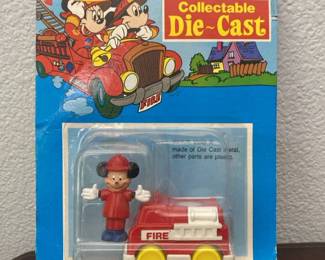 Collectable
Die~Cast
FIRE
made of Die Cast metal,
other parts are plastic.
FIRE